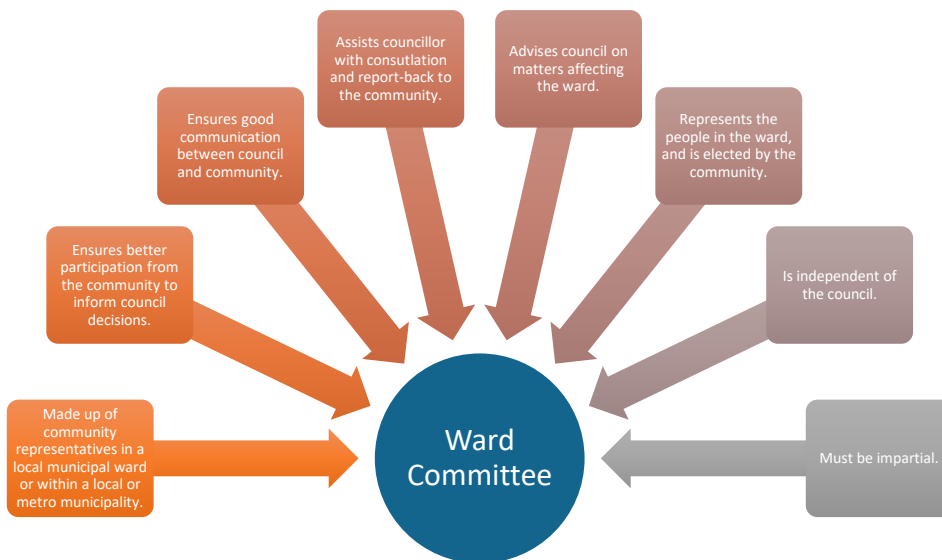 Made up of
community
representatives in a
local municipal ward
or within a local or
metro municipality.
Ensures better
participation from
the community to
inform council
decisions.
Ensures good
communication
between council
and community.
Assists councillor
with consutlation
and report-back to
the community.
Advises council on
matters affecting
the ward.
Represents the
people in the ward,
and is elected by the
community.
Is independent of
the council.
Must be impartial.
Ward
Committee